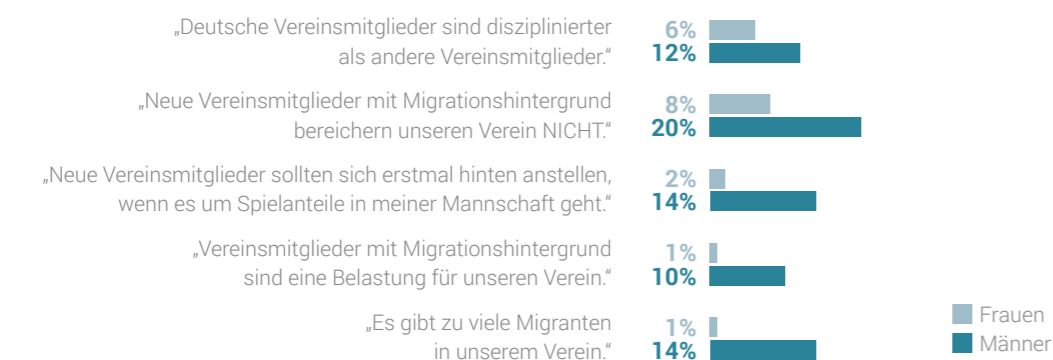 „Deutsche Vereinsmitglieder sind disziplinierter
als andere Vereinsmitglieder.“
6%
12%
„Neue Vereinsmitglieder mit Migrationshintergrund
bereichern unseren Verein NICHT.“
8%
20%
„Neue Vereinsmitglieder sollten sich erstmal hinten anstellen,
wenn es um Spielanteile in meiner Mannschaft geht.“
2%
14%
„Vereinsmitglieder mit Migrationshintergrund
sind eine Belastung für unseren Verein.“
1%
10%
„Es gibt zu viele Migranten
in unserem Verein.“
1%
14%
Frauen
Männer